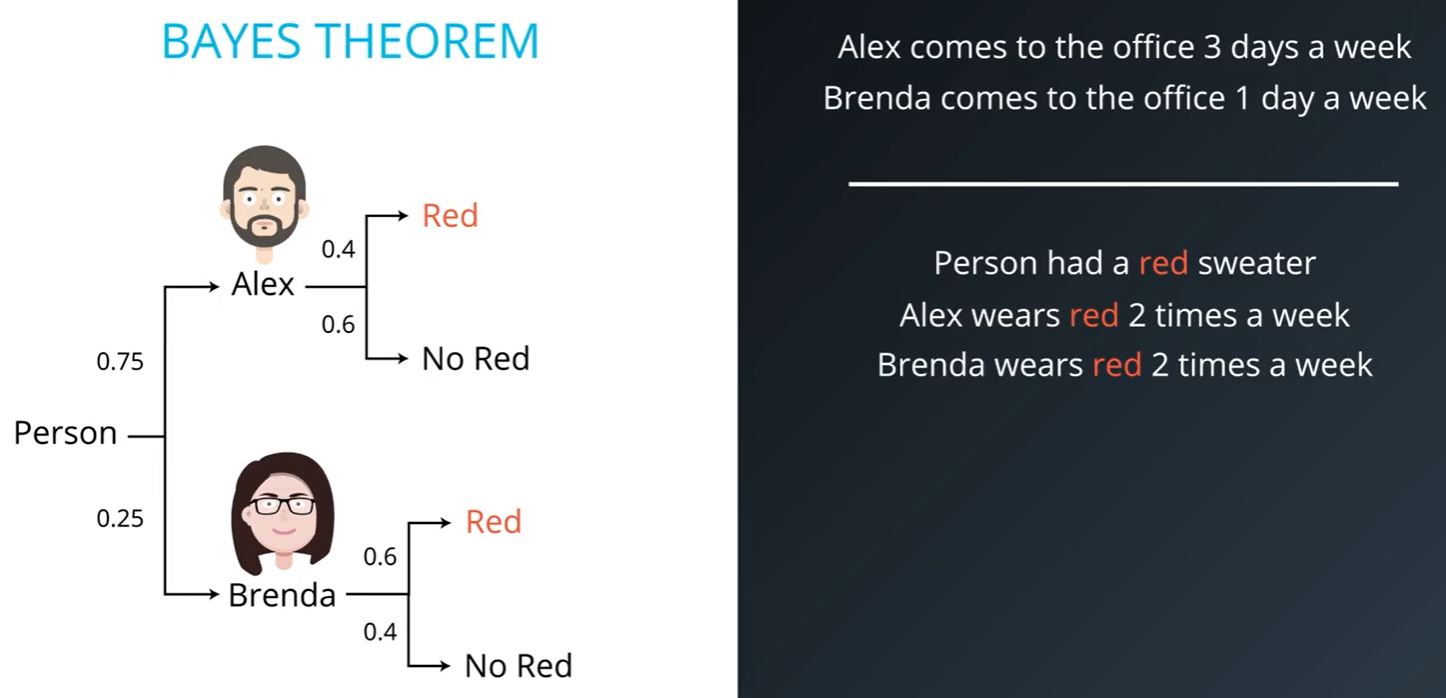 BAYES THEOREM
Red
0.4
Alex
0.6
No Red
0.75
Person
0.25
Red
0.6
Brenda
0.4
No Red
Alex comes to the office 3 days a week
Brenda comes to the office 1 day a week
Person had a red sweater
Alex wears red 2 times a week
Brenda wears red 2 times a week